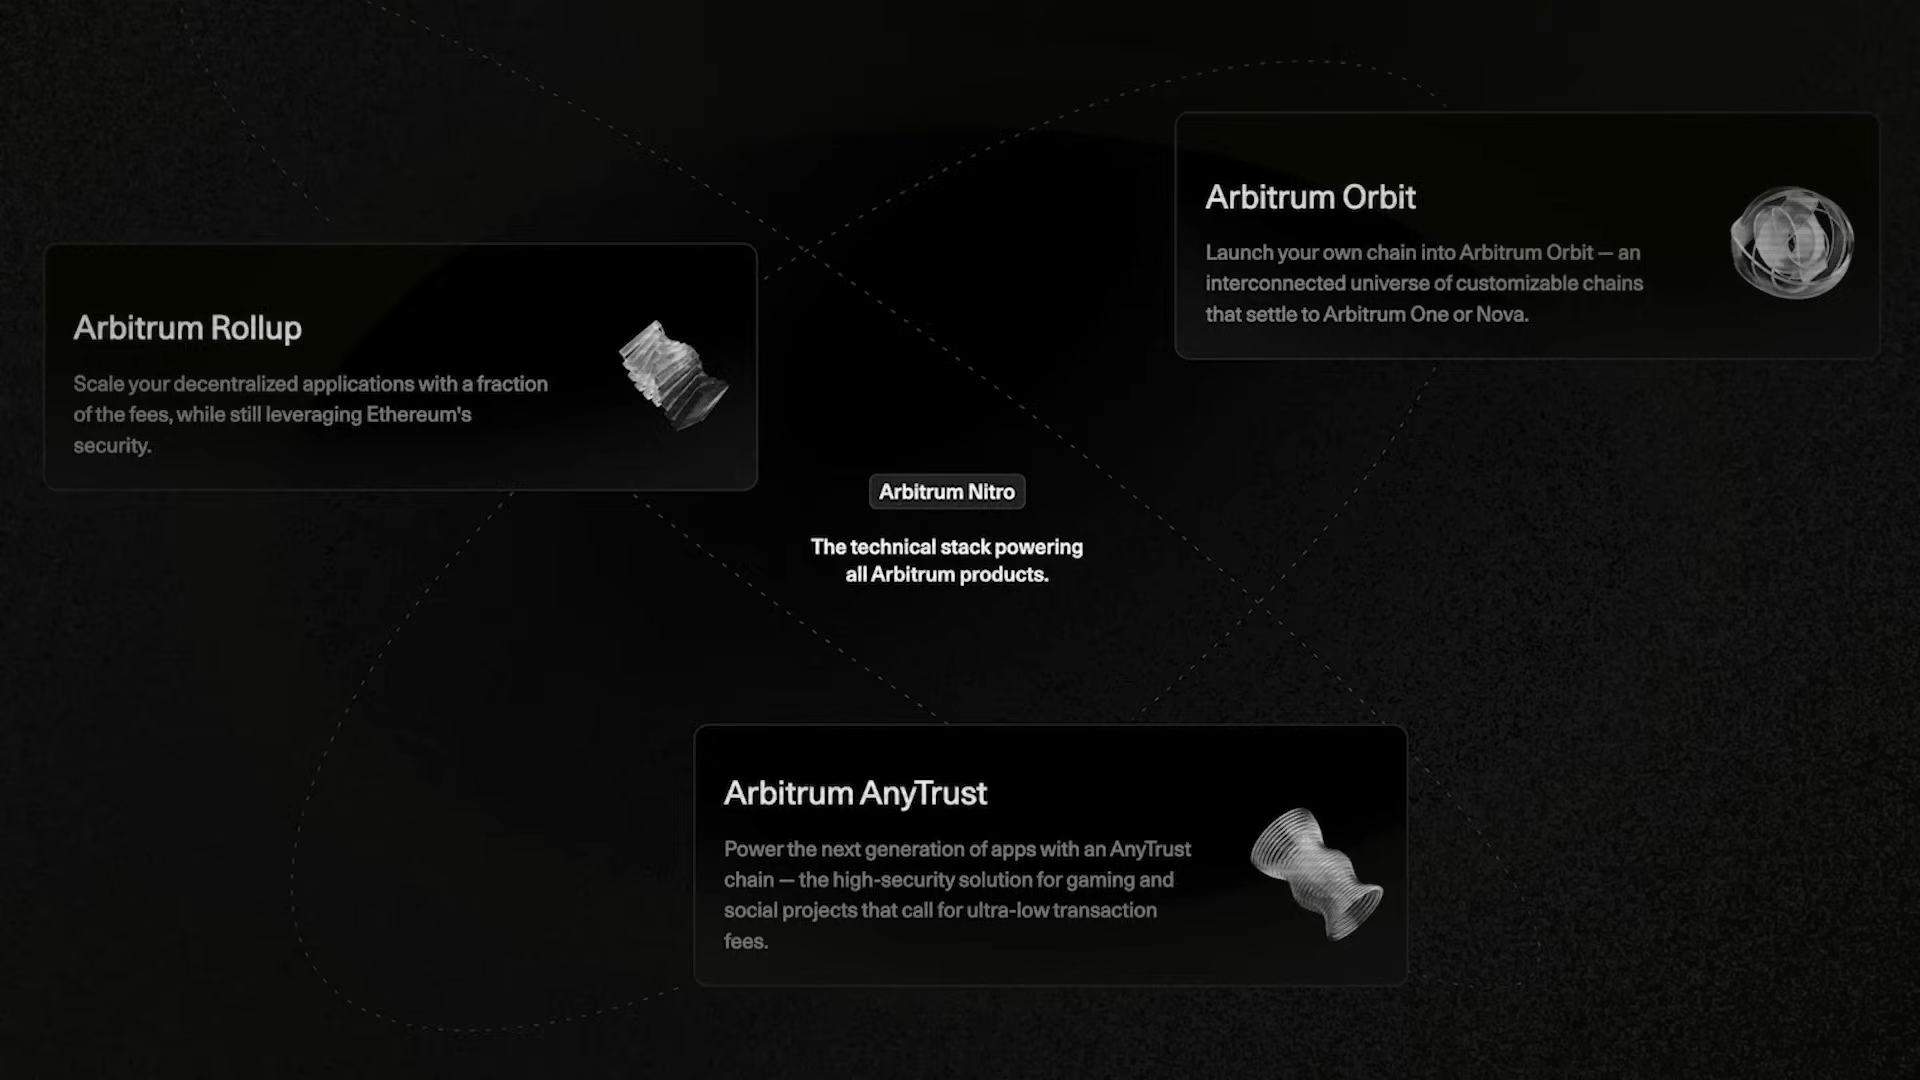 Arbitrum Orbit
Launch your own chain into Arbitrum Orbit — an
interconnected universe of customizable chains
that settle to Arbitrum One or Nova.
Arbitrum Rollup
Scale your decentralized applications with a fraction
of the fees, while still leveraging Ethereum's
security.
Arbitrum Nitro
The technical stack powering
all Arbitrum products.
Arbitrum AnyTrust
Power the next generation of apps with an AnyTrust
chain — the high-security solution for gaming and
social projects that call for ultra-low transaction
fees.